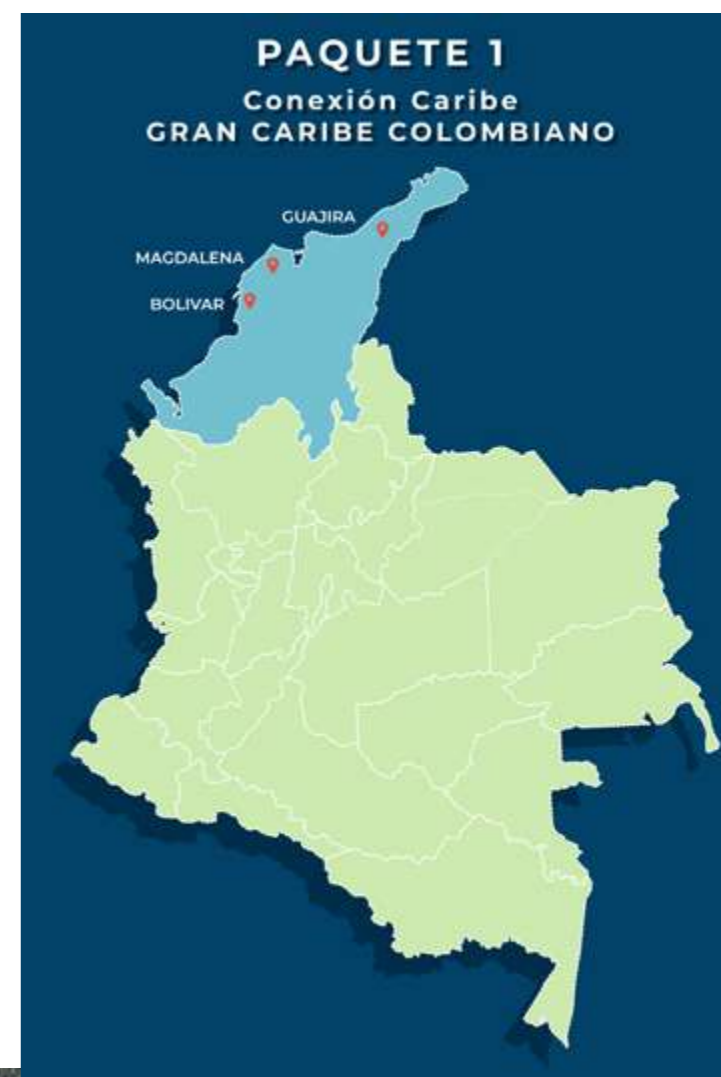 PAQUETE 1
Conexión Caribe
GRAN CARIBE COLOMBIANO
GUAJIRA
MAGDALENA
BOLIVAR